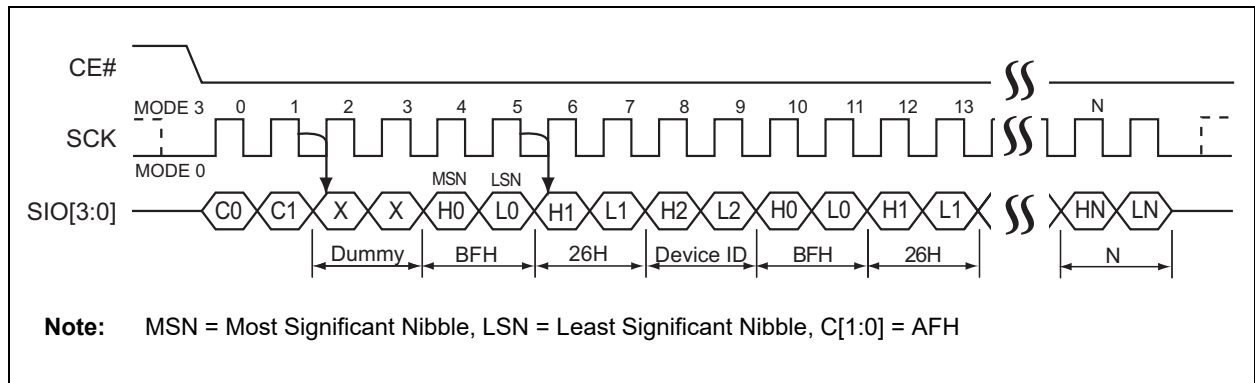 CE#
MODE 3 0 1 2 3 4 5 6 7 8 9 10 11 12 13 N
SCK
MODE 0
MSN LSN
SIO[3:0] C0 C1 X X H0 L0 H1 L1 H2 L2 H0 L0 H1 L1 HN LN
Dummy BFH 26H Device ID BFH 26H N
Note: MSN = Most Significant Nibble, LSN = Least Significant Nibble, C[1:0] = AFH